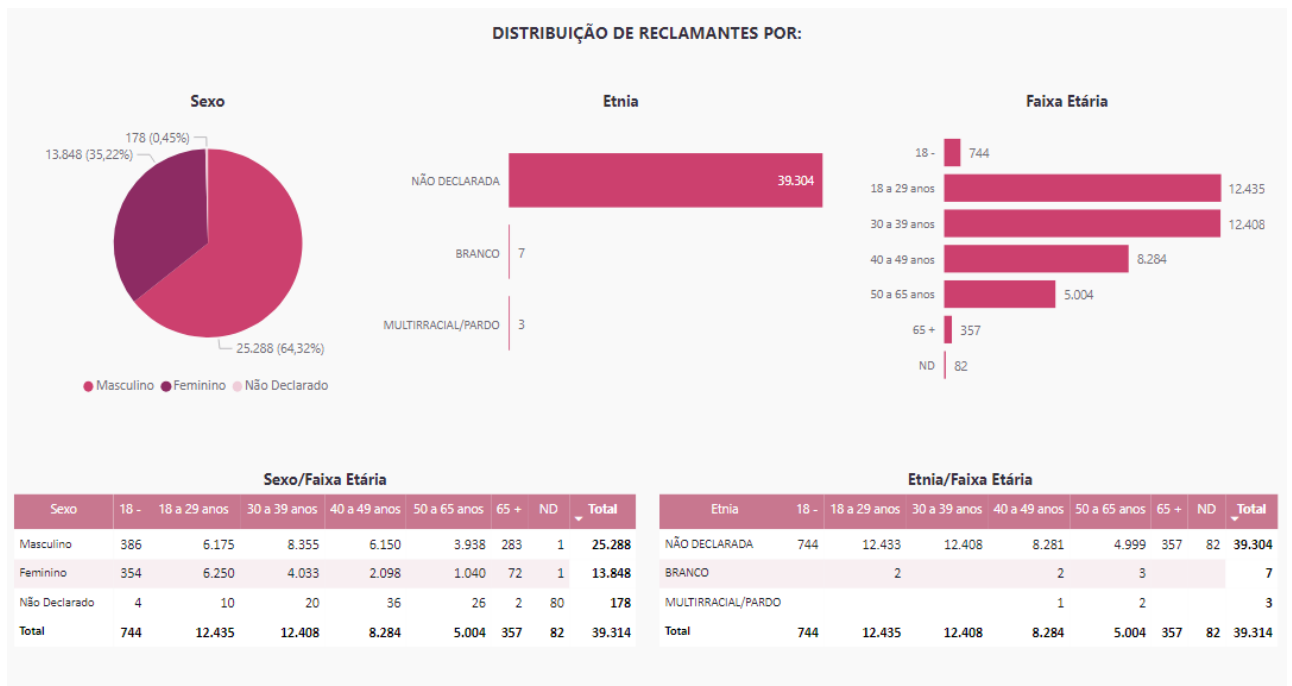 DISTRIBUIÇÃO DE RECLAMANTES POR:
Sexo
178 (0,45%)
13.848 (35,22%)
25.288 (64,32%)
Masculino Feminino Não Declarado
Etnia
NÃO DECLARADA 39.304
BRANCO 7
MULTIRRACIAL/PARDO 3
Faixa Etária
18 - 744
18 a 29 anos 12.435
30 a 39 anos 12.408
40 a 49 anos 8.284
50 a 65 anos 5.004
65 + 357
ND 82
Sexo/Faixa Etária
Sexo 18 - 18 a 29 anos 30 a 39 anos 40 a 49 anos 50 a 65 anos 65 + ND Total
Masculino 386 6.175 8.355 6.150 3.938 283 1 25.288
Feminino 354 6.250 4.033 2.098 1.040 72 1 13.848
Não Declarado 4 10 20 36 26 2 80 178
Total 744 12.435 12.408 8.284 5.004 357 82 39.314
Etnia/Faixa Etária
Etnia 18 - 18 a 29 anos 30 a 39 anos 40 a 49 anos 50 a 65 anos 65 + ND Total
NÃO DECLARADA 744 12.433 12.408 8.281 4.999 357 82 39.304
BRANCO 2 2 3 7
MULTIRRACIAL/PARDO 1 2 3
Total 744 12.435 12.408 8.284 5.004 357 82 39.314